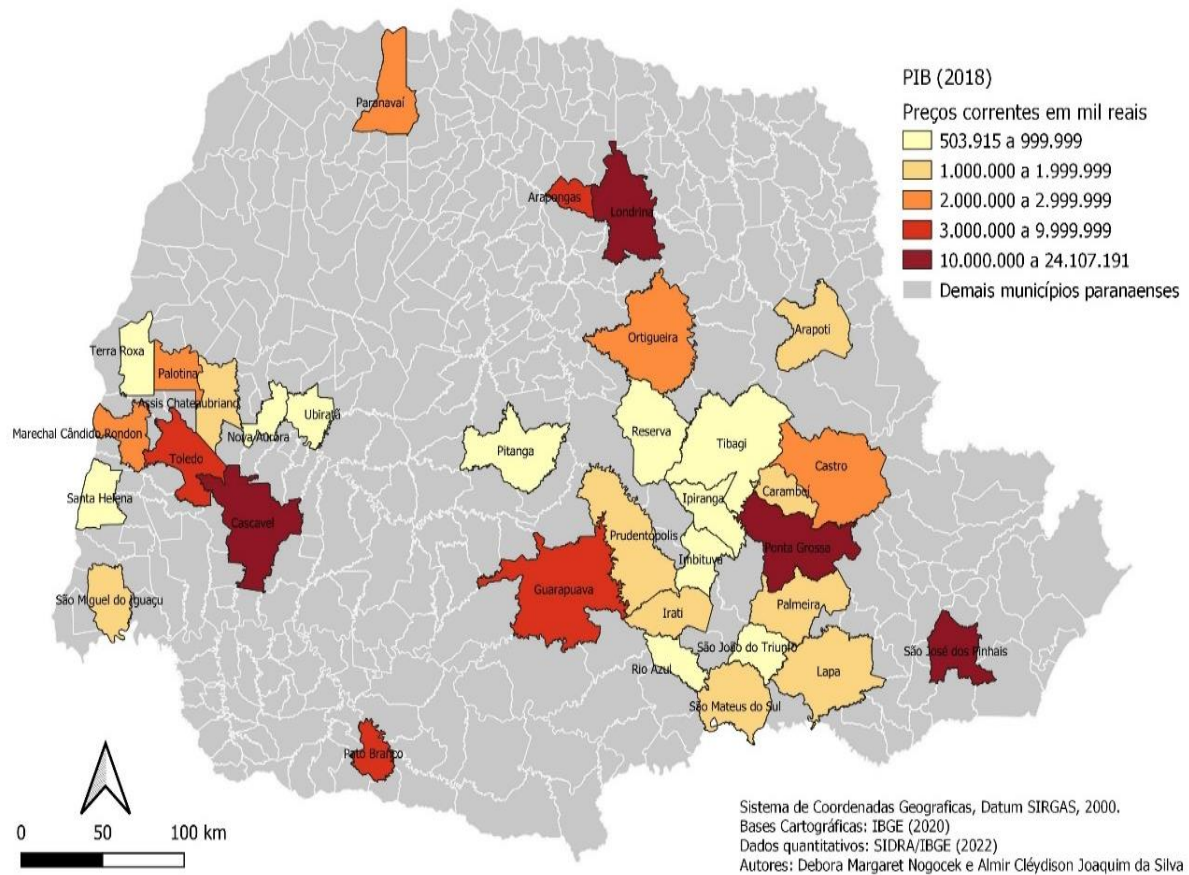 PIB (2018)
Preços correntes em mil reais
503.915 a 999.999
1.000.000 a 1.999.999
2.000.000 a 2.999.999
3.000.000 a 9.999.999
10.000.000 a 24.107.191
Demais municípios paranaenses
Paranavaí
Arapongas
Londrina
Ortigueira
Arapoti
Terra Roxa
Palotina
Assis Chateaubriand
Marechal Cândido Rondon
Nova Aurora
Ubiratã
Toledo
Santa Helena
Cascavel
São Miguel do Iguaçu
Pitanga
Reserva
Tibagi
Castro
Ipiranga
Carambeí
Prudentópolis
Imbituva
Ponta Grossa
Guarapuava
Irati
Palmeira
São João do Triunfo
Rio Azul
Lapa
São José dos Pinhais
São Mateus do Sul
Pato Branco
0 50 100 km
Sistema de Coordenadas Geograficas, Datum SIRGAS, 2000.
Bases Cartográficas: IBGE (2020)
Dados quantitativos: SIDRA/IBGE (2022)
Autores: Debora Margaret Nogocek e Almir Cléydison Joaquim da Silva